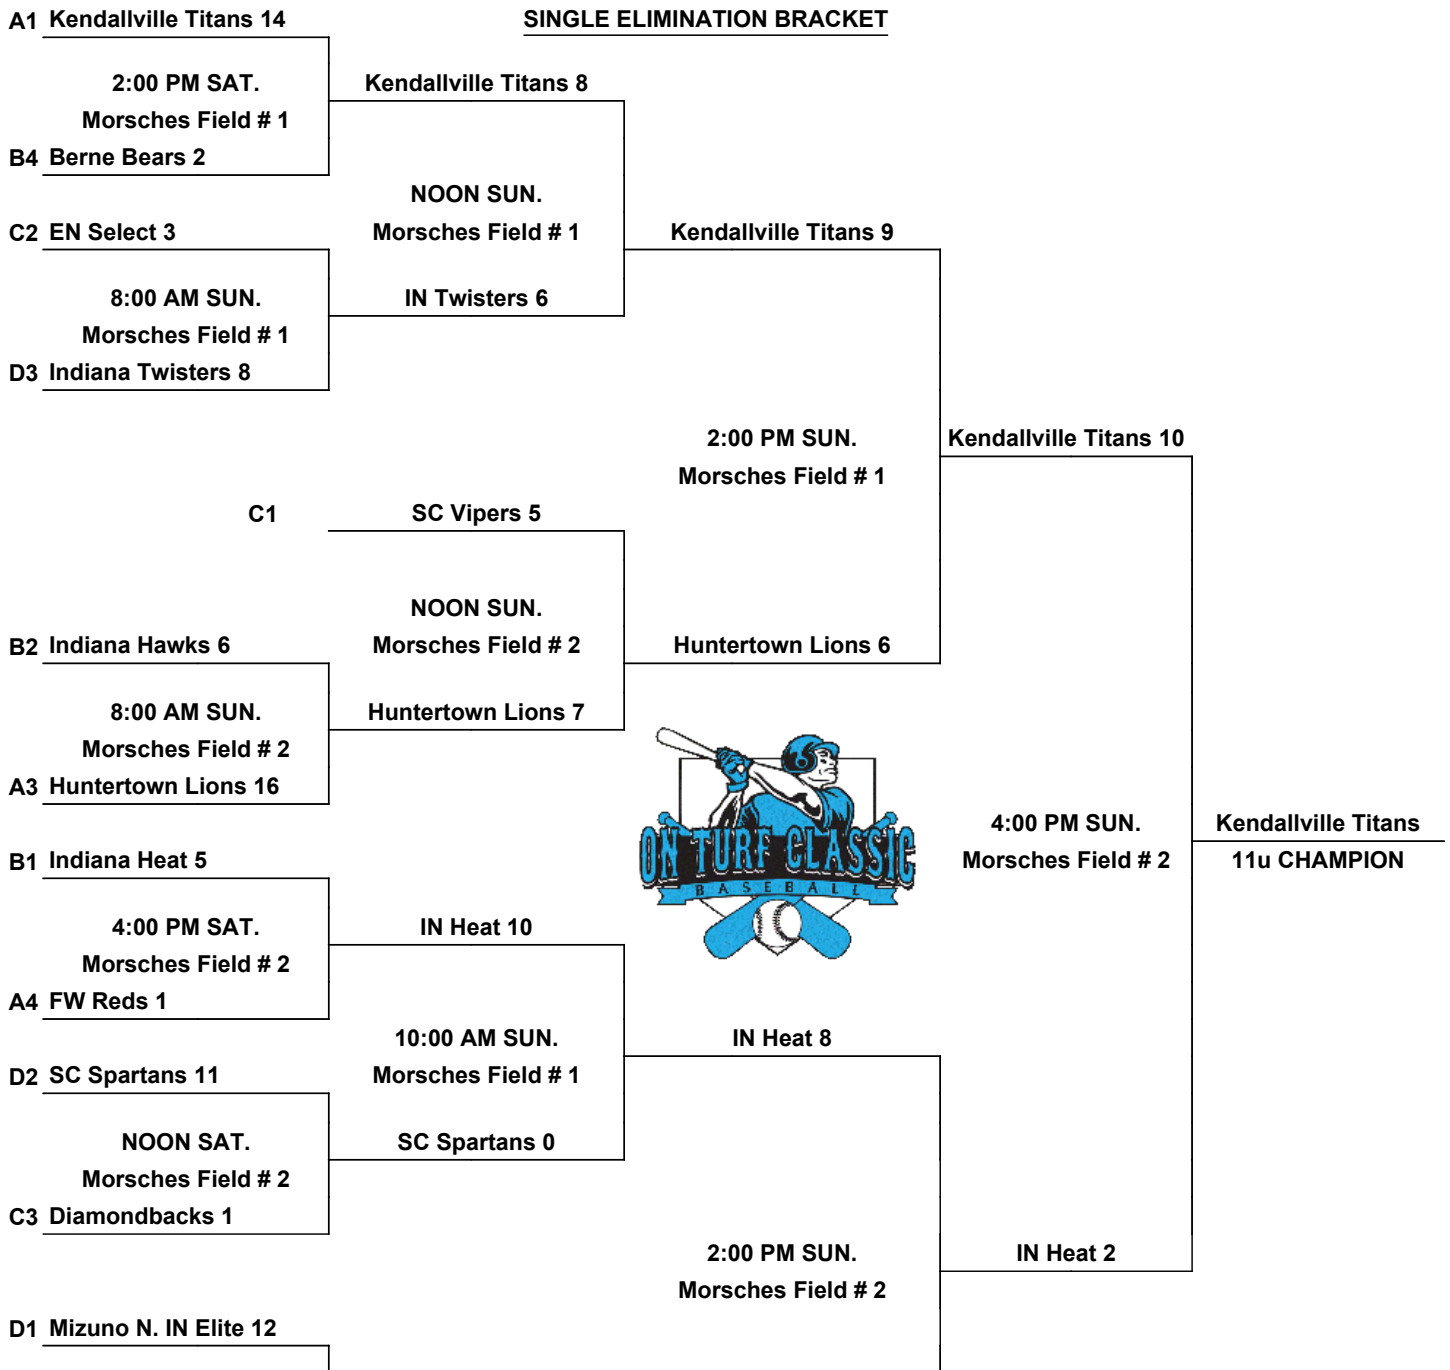 SINGLE ELIMINATION BRACKET
A1 Kendallville Titans 14
2:00 PM SAT.
Morsches Field # 1
B4 Berne Bears 2
Kendallville Titans 8
NOON SUN.
Morsches Field # 1
C2 EN Select 3
8:00 AM SUN.
Morsches Field # 1
D3 Indiana Twisters 8
IN Twisters 6
Kendallville Titans 9
2:00 PM SUN.
Morsches Field # 1
Kendallville Titans 10
C1 SC Vipers 5
NOON SUN.
Morsches Field # 2
Huntertown Lions 6
B2 Indiana Hawks 6
8:00 AM SUN.
Morsches Field # 2
A3 Huntertown Lions 16
Huntertown Lions 7
ON TURF CLASSIC
BASEBALL
4:00 PM SUN.
Morsches Field # 2
Kendallville Titans
11u CHAMPION
B1 Indiana Heat 5
4:00 PM SAT.
Morsches Field # 2
A4 FW Reds 1
IN Heat 10
10:00 AM SUN.
Morsches Field # 1
IN Heat 8
D2 SC Spartans 11
NOON SAT.
Morsches Field # 2
C3 Diamondbacks 1
SC Spartans 0
2:00 PM SUN.
Morsches Field # 2
IN Heat 2
D1 Mizuno N. IN Elite 12